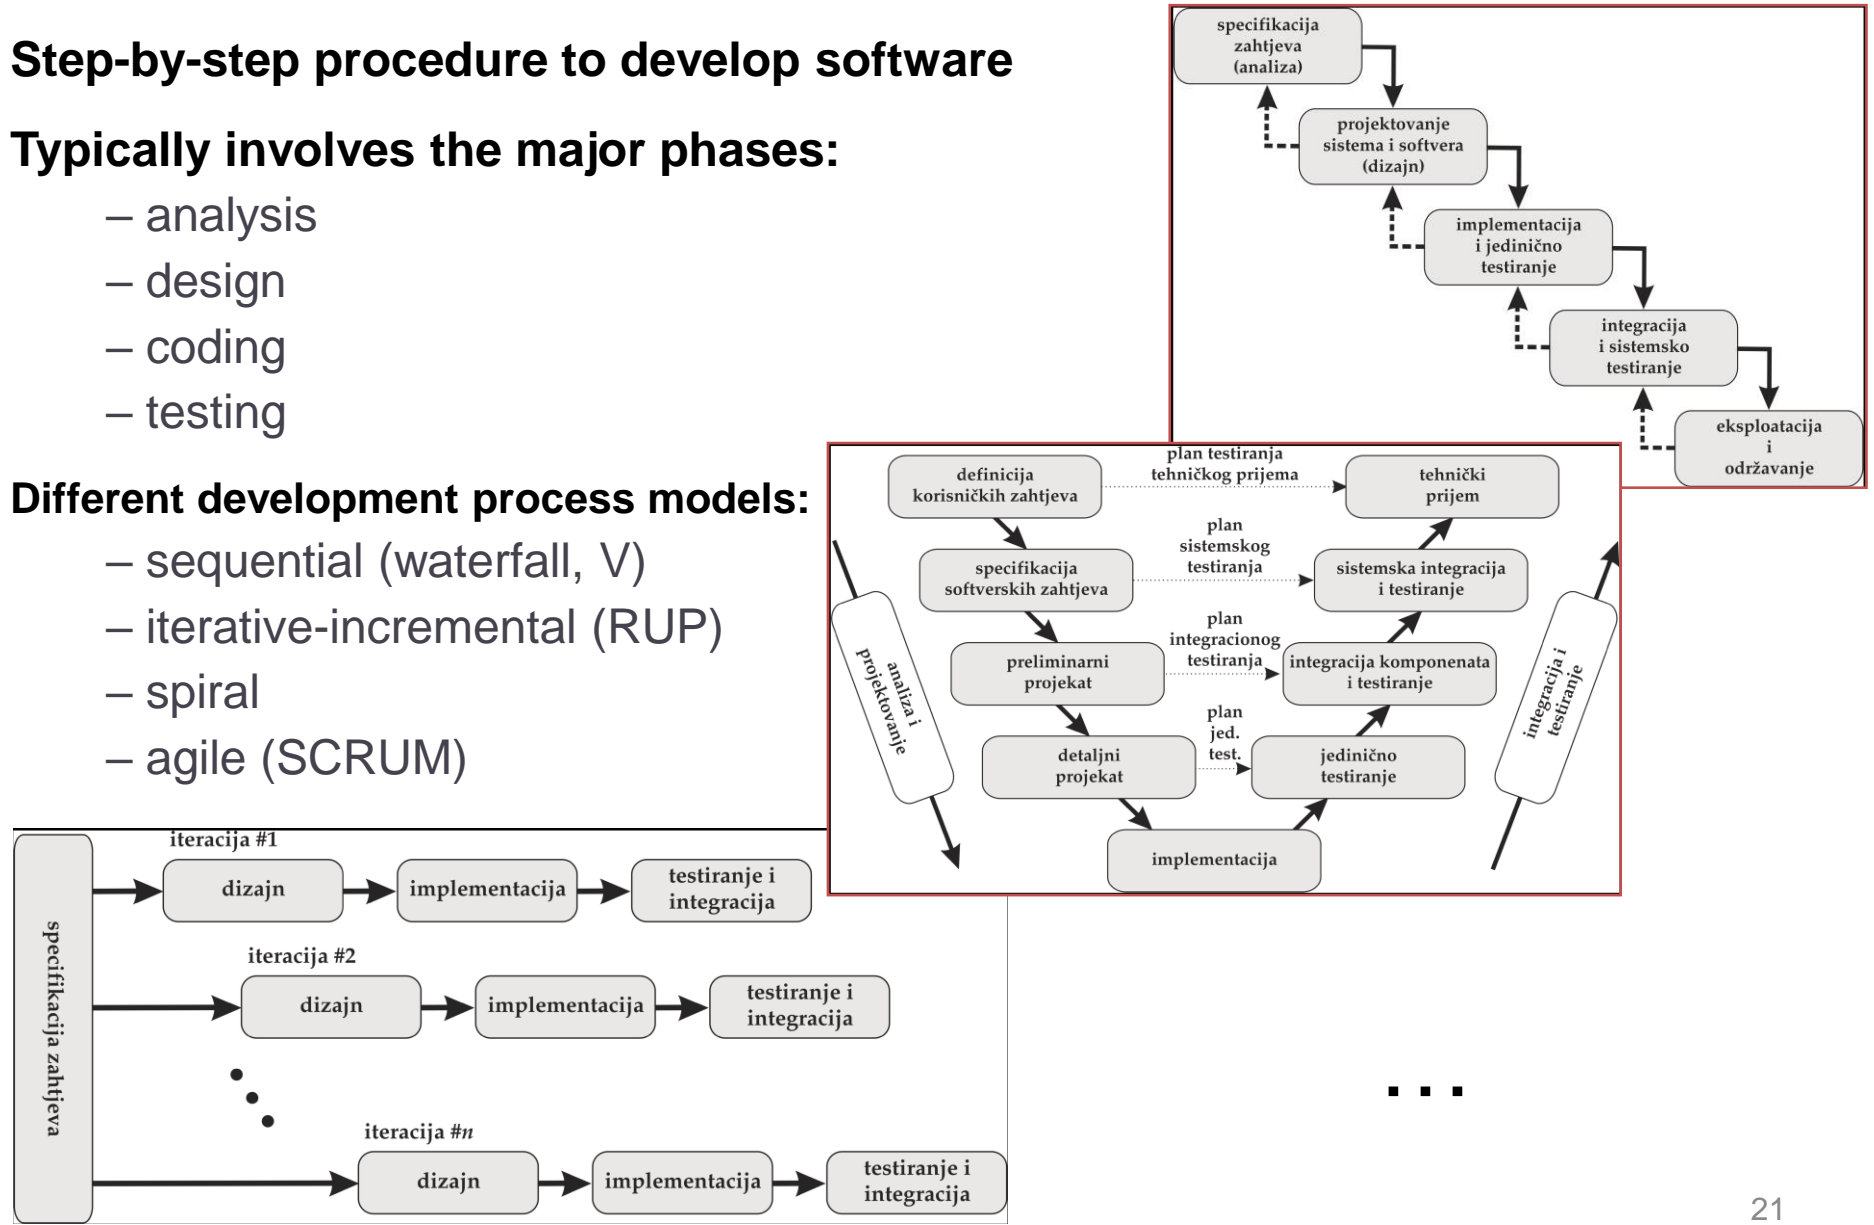 Step-by-step procedure to develop software
Typically involves the major phases:
– analysis
– design
– coding
– testing
Different development process models:
– sequential (waterfall, V)
– iterative-incremental (RUP)
– spiral
– agile (SCRUM)
specifikacija
zahtjeva
(analiza)
projektovanje
sistema i softvera
(dizajn)
implementacija
i jedinično
testiranje
integracija
i sistemsko
testiranje
eksploatacija
i
održavanje
definicija
korisničkih zahtjeva
plan testiranja
tehničkog prijema
tehnički
prijem
specifikacija
softverskih zahtjeva
plan
sistemskog
testiranja
sistemska integracija
i testiranje
preliminarni
projekat
plan
integracionog
testiranja
integracija komponenata
i testiranje
detaljni
projekat
plan
jed.
test.
jedinično
testiranje
implementacija
analiza i
projektovanje
integracija i
testiranje
specifikacija zahtjeva
iteracija #1
dizajn
implementacija
testiranje i
integracija
iteracija #2
dizajn
implementacija
testiranje i
integracija
iteracija #n
dizajn
implementacija
testiranje i
integracija
...
21